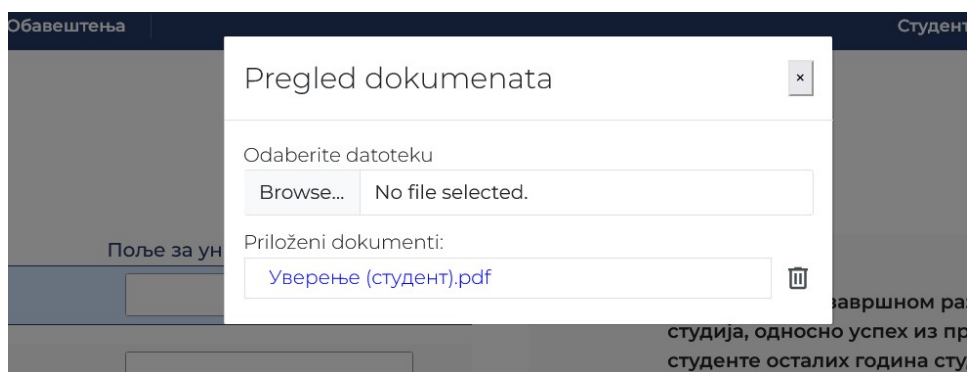 Обавештења
Студент
Pregled dokumenata
×
Odaberite datoteku
Browse... No file selected.
Поље за ун
Priloženi dokumenti:
Уверење (студент).pdf
завршном раз
студија, односно успех из пр
студенте осталих година сту